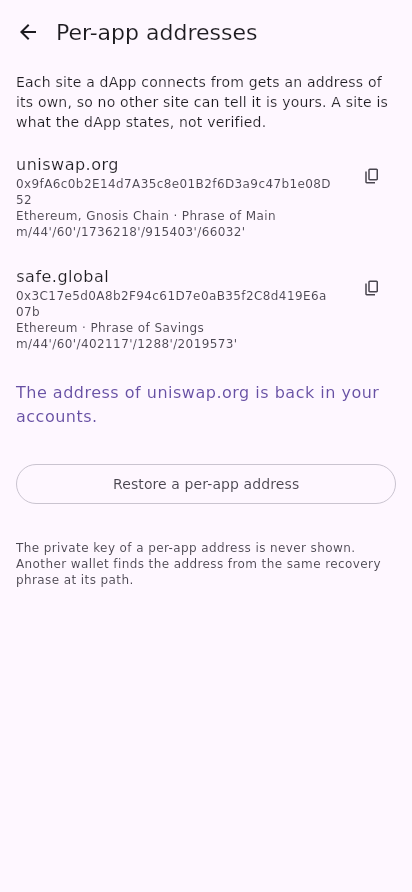 Per-app addresses
Each site a dApp connects from gets an address of
its own, so no other site can tell it is yours. A site is
what the dApp states, not verified.
uniswap.org
0x9fA6c0b2E14d7A35c8e01B2f6D3a9c47b1e08D
52
Ethereum, Gnosis Chain · Phrase of Main
m/44'/60'/1736218'/915403'/66032'
safe.global
0x3C17e5d0A8b2F94c61D7e0aB35f2C8d419E6a
07b
Ethereum · Phrase of Savings
m/44'/60'/402117'/1288'/2019573'
The address of uniswap.org is back in your
accounts.
Restore a per-app address
The private key of a per-app address is never shown.
Another wallet finds the address from the same recovery
phrase at its path.